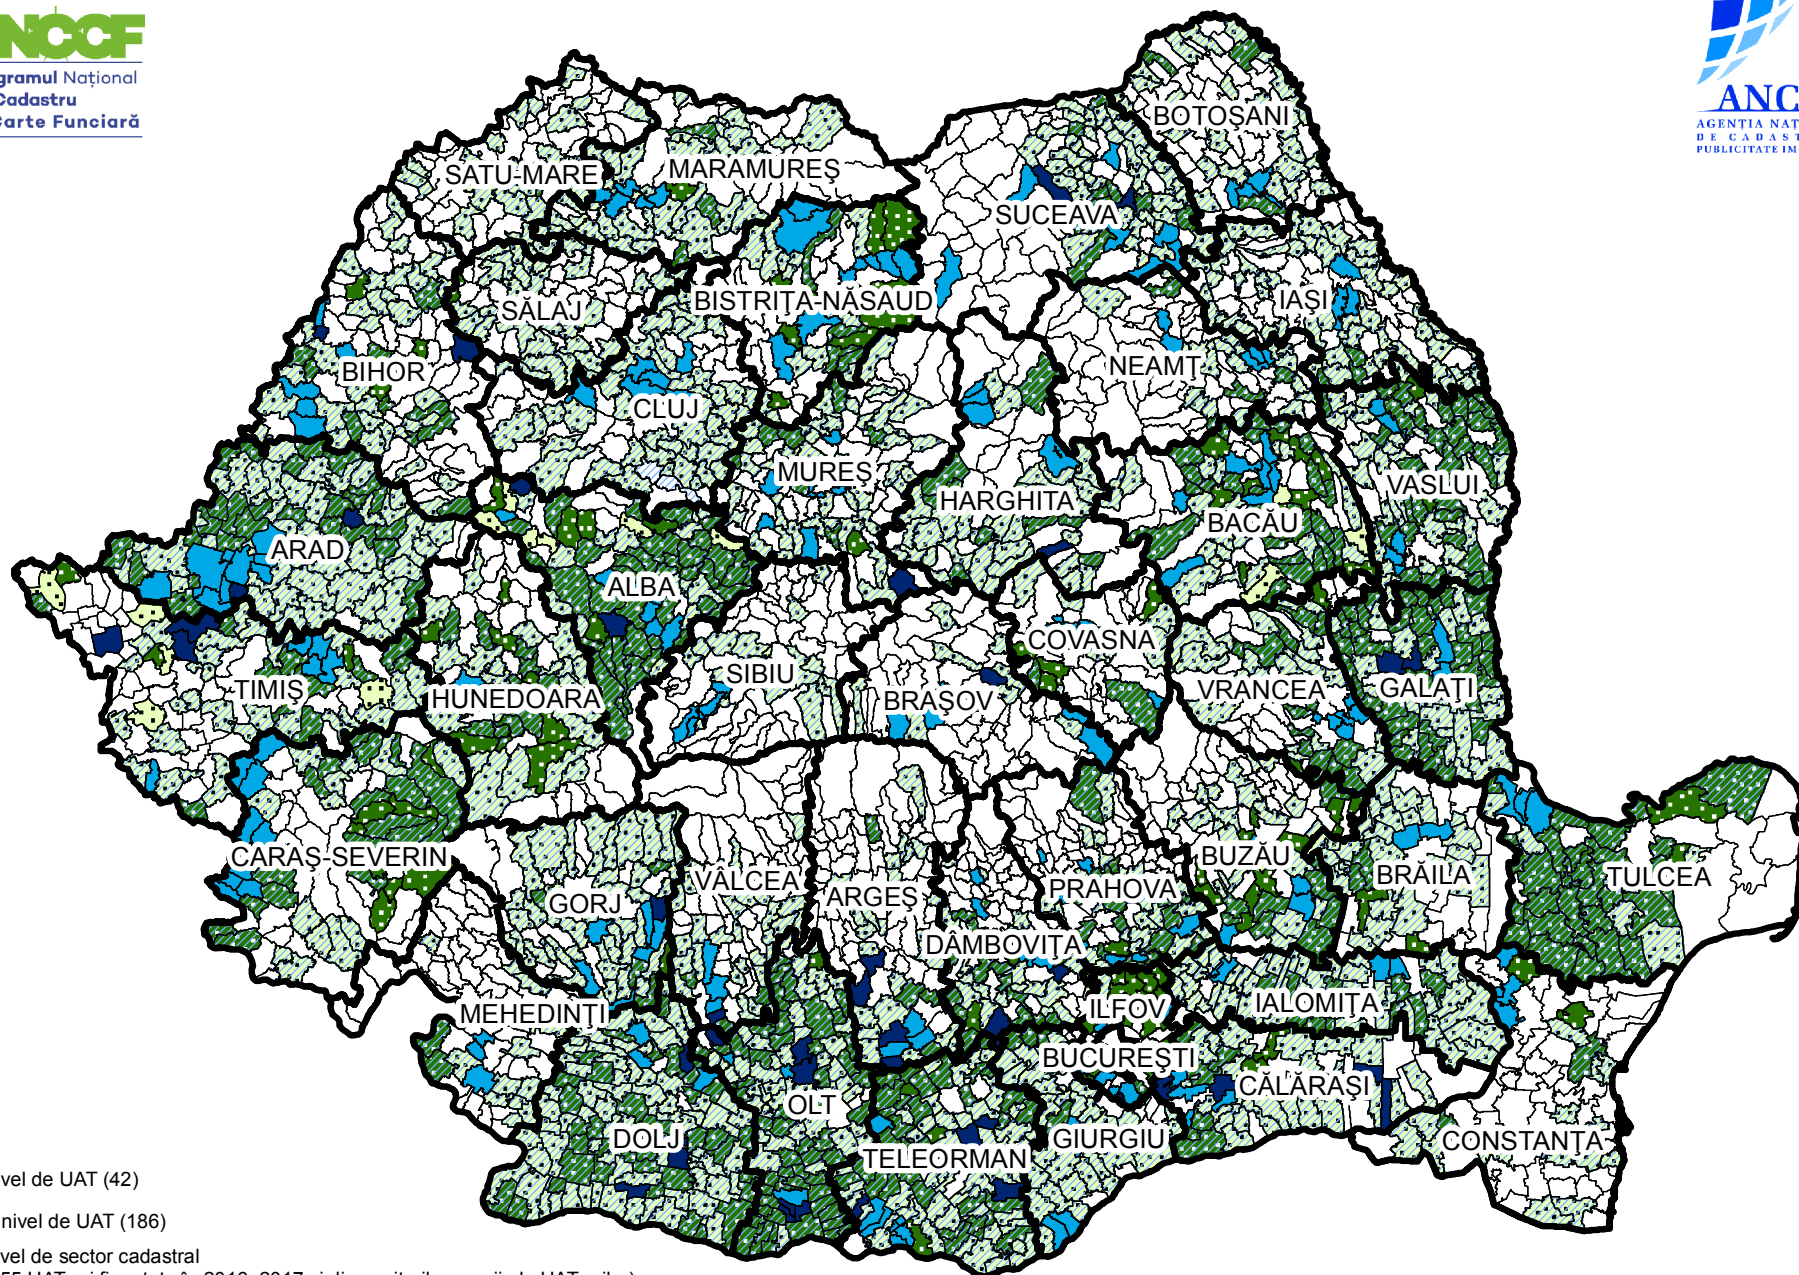 NCCF
gramul Național
Cadastru
Carte Funciară
ANC
AGENȚIA NAȚ
DE CADAST
PUBLICITATE IM
BOTOȘANI
SATU-MARE
MARAMUREȘ
SUCEAVA
BISTRIȚA-NĂSAUD
SĂLAJ
IAȘI
BIHOR
NEAMȚ
CLUJ
MUREȘ
HARGHITA
VASLUI
BACĂU
ARAD
ALBA
COVASNA
SIBIU
TIMIȘ
HUNEDOARA
BRAȘOV
VRANCEA
GALAȚI
CARAȘ-SEVERIN
BUZĂU
BRĂILA
TULCEA
VÂLCEA
ARGEȘ
PRAHOVA
GORJ
DÂMBOVIȚA
MEHEDINȚI
ILFOV
IALOMIȚA
BUCUREȘTI
CĂLĂRAȘI
OLT
DOLJ
GIURGIU
CONSTANȚA
TELEORMAN
vel de UAT (42)
nivel de UAT (186)
vel de sector cadastral